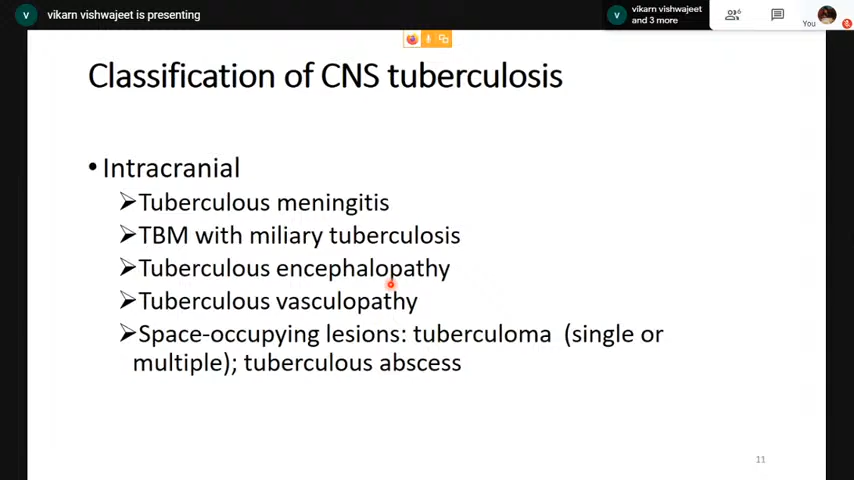 V vikarn vishwajeet is presenting
V vikarn vishwajeet
and 3 more
6
You
Classification of CNS tuberculosis
• Intracranial
➢Tuberculous meningitis
➢TBM with miliary tuberculosis
➢Tuberculous encephalopathy
➢Tuberculous vasculopathy
➢Space-occupying lesions: tuberculoma (single or
multiple); tuberculous abscess
11